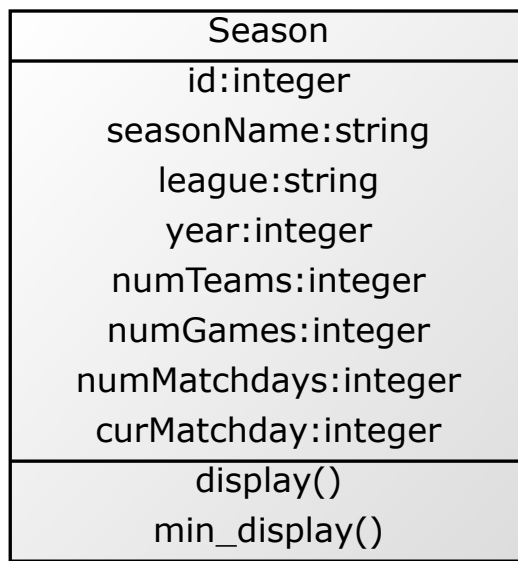 Season
id:integer
seasonName:string
league:string
year:integer
numTeams:integer
numGames:integer
numMatchdays:integer
curMatchday:integer
display()
min_display()